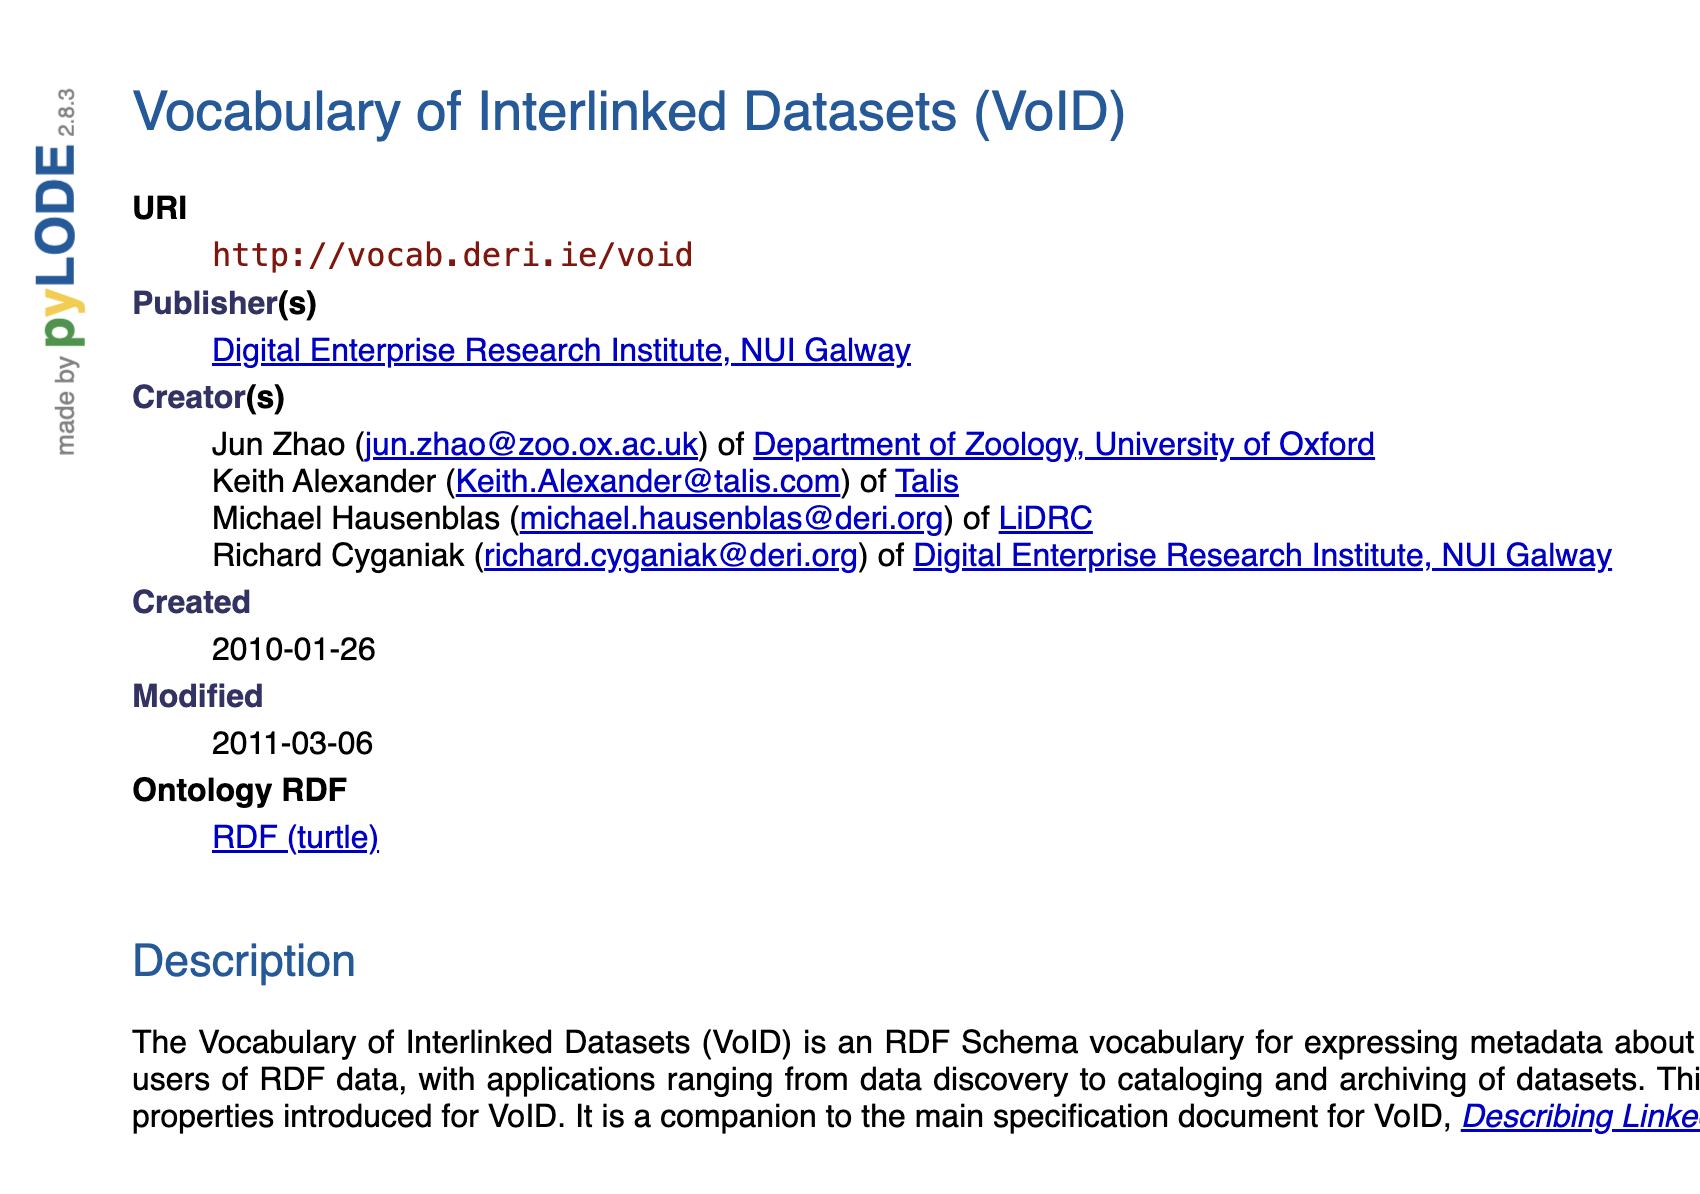 made by pyLODE 2.8.3
Vocabulary of Interlinked Datasets (VoID)
URI
http://vocab.deri.ie/void
Publisher(s)
Digital Enterprise Research Institute, NUI Galway
Creator(s)
Jun Zhao (jun.zhao@zoo.ox.ac.uk) of Department of Zoology, University of Oxford
Keith Alexander (Keith.Alexander@talis.com) of Talis
Michael Hausenblas (michael.hausenblas@deri.org) of LiDRC
Richard Cyganiak (richard.cyganiak@deri.org) of Digital Enterprise Research Institute, NUI Galway
Created
2010-01-26
Modified
2011-03-06
Ontology RDF
RDF (turtle)
Description
The Vocabulary of Interlinked Datasets (VoID) is an RDF Schema vocabulary for expressing metadata about
users of RDF data, with applications ranging from data discovery to cataloging and archiving of datasets.
properties introduced for VoID. It is a companion to the main specification document for VoID, Describing